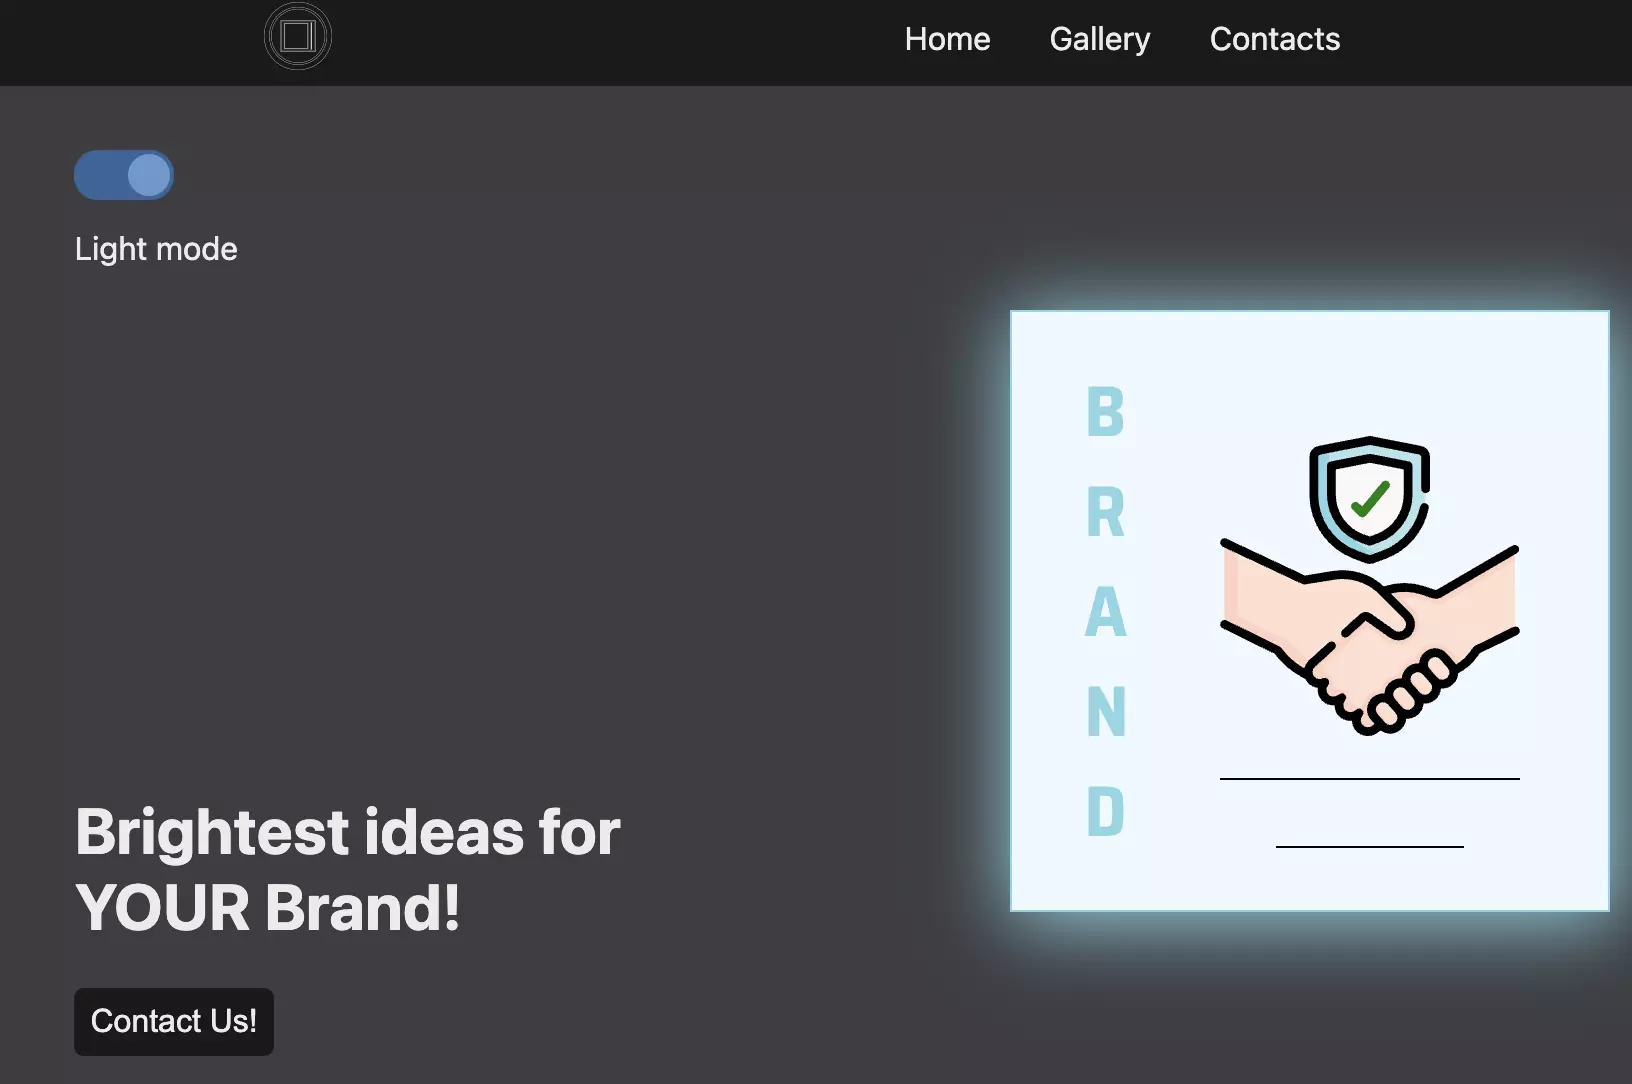 Home Gallery Contacts
Light mode
Brightest ideas for
YOUR Brand!
Contact Us!
B
R
A
N
D